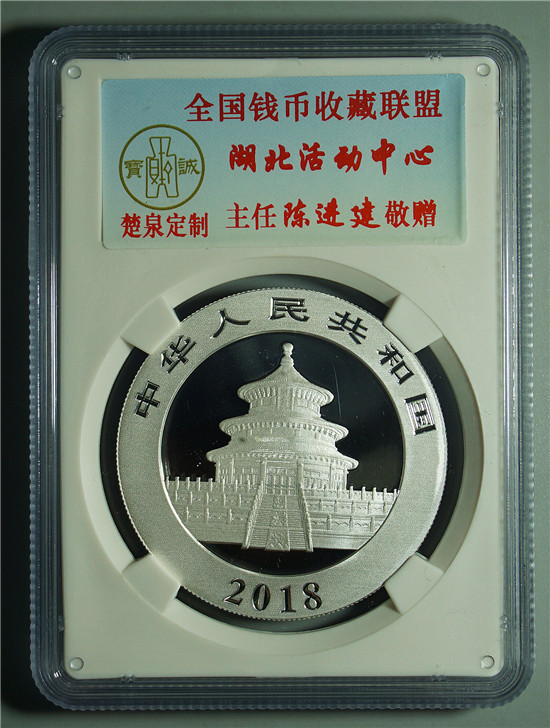 全国钱币收藏联盟
湖北活动中心
寳 誠
楚泉定制
主任陈进建敬赠
中华人民共和国
2018